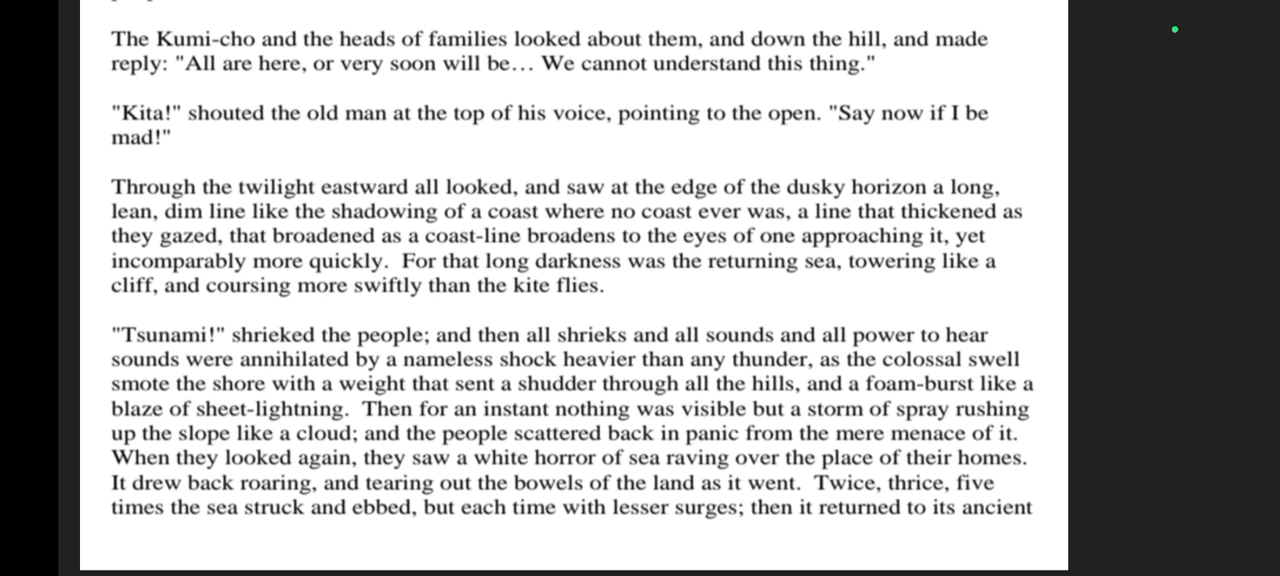 The Kumi-cho and the heads of families looked about them, and down the hill, and made
reply: "All are here, or very soon will be… We cannot understand this thing."
"Kita!" shouted the old man at the top of his voice, pointing to the open. "Say now if I be
mad!"
Through the twilight eastward all looked, and saw at the edge of the dusky horizon a long,
lean, dim line like the shadowing of a coast where no coast ever was, a line that thickened as
they gazed, that broadened as a coast-line broadens to the eyes of one approaching it, yet
incomparably more quickly.  For that long darkness was the returning sea, towering like a
cliff, and coursing more swiftly than the kite flies.
"Tsunami!" shrieked the people; and then all shrieks and all sounds and all power to hear
sounds were annihilated by a nameless shock heavier than any thunder, as the colossal swell
smote the shore with a weight that sent a shudder through all the hills, and a foam-burst like a
blaze of sheet-lightning.  Then for an instant nothing was visible but a storm of spray rushing
up the slope like a cloud; and the people scattered back in panic from the mere menace of it.
When they looked again, they saw a white horror of sea raving over the place of their homes.
It drew back roaring, and tearing out the bowels of the land as it went.  Twice, thrice, five
times the sea struck and ebbed, but each time with lesser surges; then it returned to its ancient